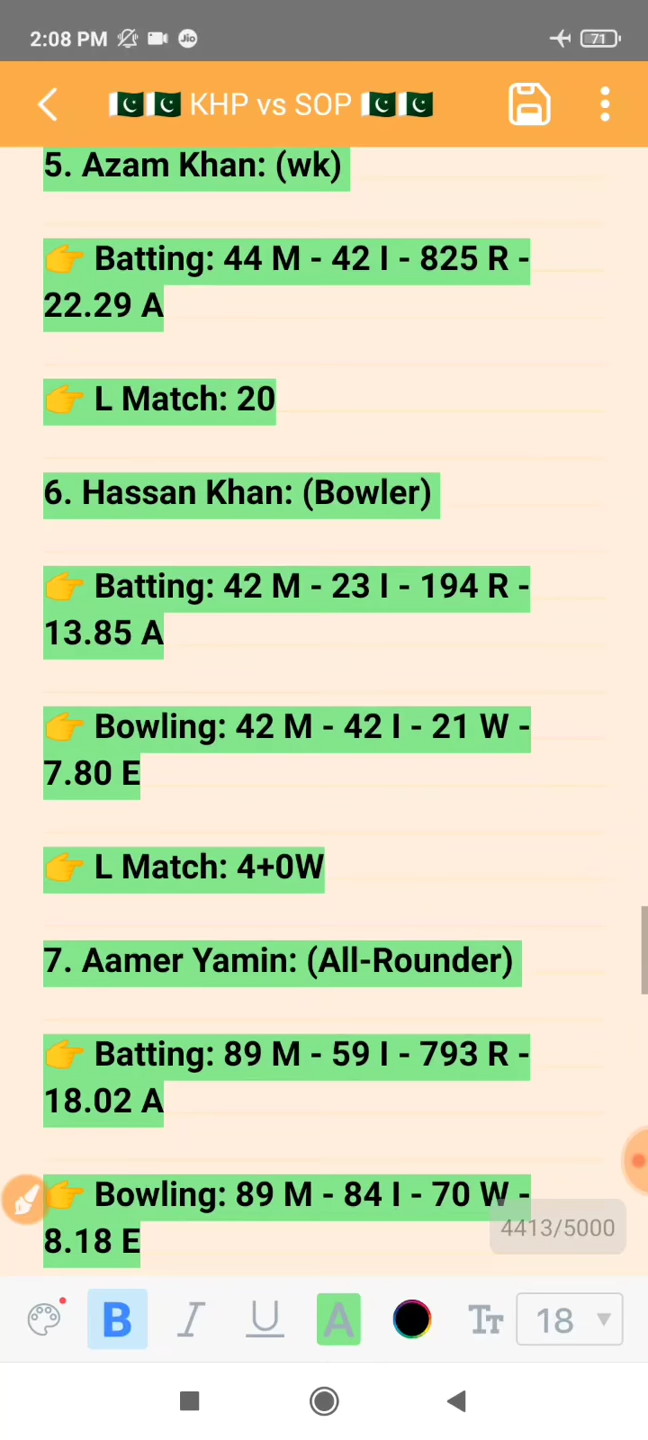 2:08 PM Jio 71
🇵🇰🇵🇰 KHP vs SOP 🇵🇰🇵🇰
5. Azam Khan: (wk)
👉 Batting: 44 M - 42 I - 825 R -
22.29 A
👉 L Match: 20
6. Hassan Khan: (Bowler)
👉 Batting: 42 M - 23 I - 194 R -
13.85 A
👉 Bowling: 42 M - 42 I - 21 W -
7.80 E
👉 L Match: 4+0W
7. Aamer Yamin: (All-Rounder)
👉 Batting: 89 M - 59 I - 793 R -
18.02 A
👉 Bowling: 89 M - 84 I - 70 W -
8.18 E
4413/5000
B I U A TT 18